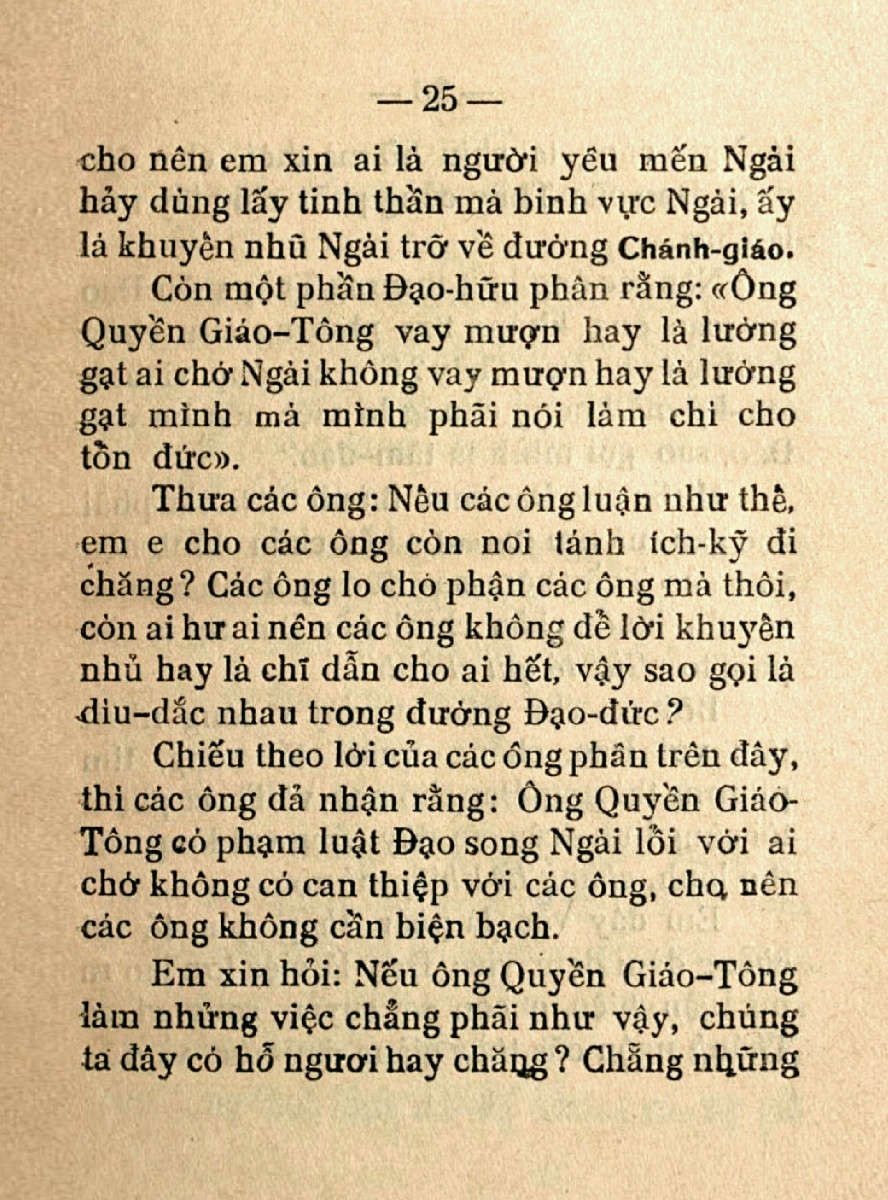 — 25 —
cho nên em xin ai là người yêu mến Ngài
hảy dùng lấy tinh thần mà binh vực Ngài, ấy
là khuyên nhũ Ngài trỡ về đường Chánh-giáo.
Còn một phần Đạo-hữu phân rằng: «Ông
Quyền Giáo-Tông vay mượn hay là lường
gạt ai chớ Ngài không vay mượn hay là lường
gạt mình mà mình phãi nói làm chi cho
tồn đức».
Thưa các ông: Nếu các ông luận như thế,
em e cho các ông còn noi tánh ích-kỹ đi
chăng? Các ông lo cho phận các ông mà thôi,
còn ai hư ai nên các ông không đề lời khuyên
nhủ hay là chĩ dẫn cho ai hết, vậy sao gọi là
diu-dắc nhau trong đường Đạo-đức?
Chiếu theo lời của các ông phân trên đây,
thì các ông đả nhận rằng: Ông Quyền Giáo-
Tông có phạm luật Đạo song Ngài lỗi với ai
chớ không có can thiệp với các ông, cho nên
các ông không cần biện bạch.
Em xin hỏi: Nếu ông Quyền Giáo-Tông
làm những việc chẳng phãi như vậy, chúng
ta đây có hổ ngươi hay chăng? Chẵng những